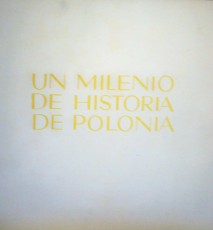 UN MILENIO
DE HISTORIA
DE POLONIA